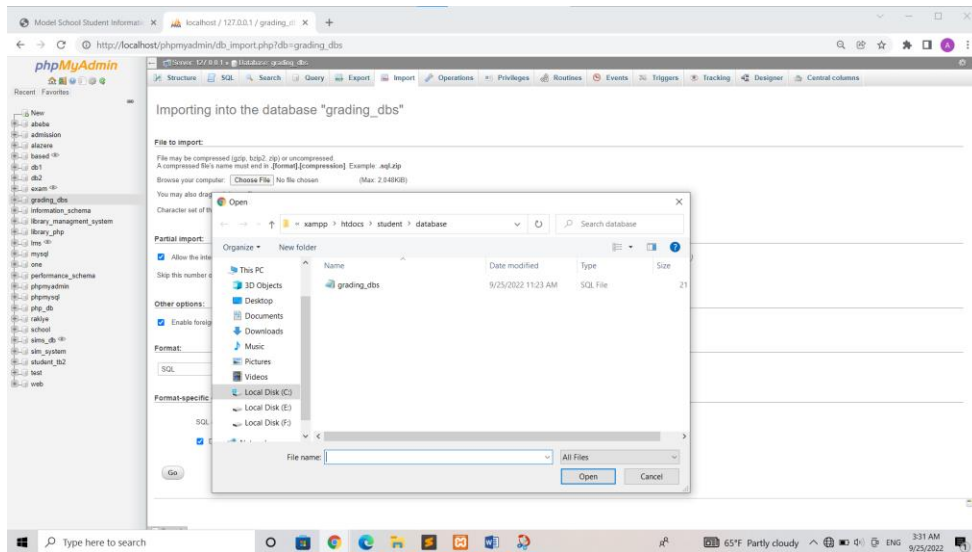 Model School Student Informati
localhost / 127.0.0.1 / grading_d
http://localhost/phpmyadmin/db_import.php?db=grading_dbs
A
phpMyAdmin
Recent Favorites
New
abebe
admission
alazere
based
db1
db2
exam
grading_dbs
information_schema
library_managment_system
library_php
lms
mysql
one
performance_schema
phpmyadmin
phpmysql
php_db
rakiye
school
sims_db
sim_system
student_tb2
test
web
Server: 127.0.0.1 » Database: grading_dbs
Structure SQL Search Query Export Import Operations Privileges Routines Events Triggers Tracking Designer Central columns
Importing into the database "grading_dbs"
File to import:
File may be compressed (gzip, bzip2, zip) or uncompressed.
A compressed file's name must end in .[format].[compression]. Example: .sql.zip
Browse your computer: Choose File No file chosen (Max: 2,048KiB)
You may also drag
Character set of th
Partial import:
Allow the inte
Skip this number o
Other options:
Enable foreig
Format:
SQL
Format-specific
SQL
D
Go
Open
« xampp › htdocs › student › database
Search database
Organize New folder
This PC
3D Objects
Desktop
Documents
Downloads
Music
Pictures
Videos
Local Disk (C:)
Local Disk (E:)
Local Disk (F:)
Name Date modified Type Size
grading_dbs 9/25/2022 11:23 AM SQL File 21
File name: All Files
Open Cancel
Type here to search
65°F Partly cloudy ENG 3:31 AM
9/25/2022